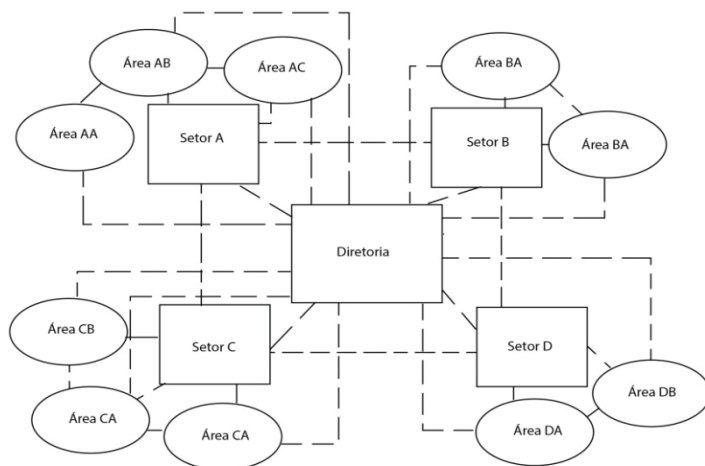 Área AB
Área AC
Área AA
Setor A
Área BA
Setor B
Área BA
Diretoria
Área CB
Setor C
Área CA
Área CA
Setor D
Área DB
Área DA